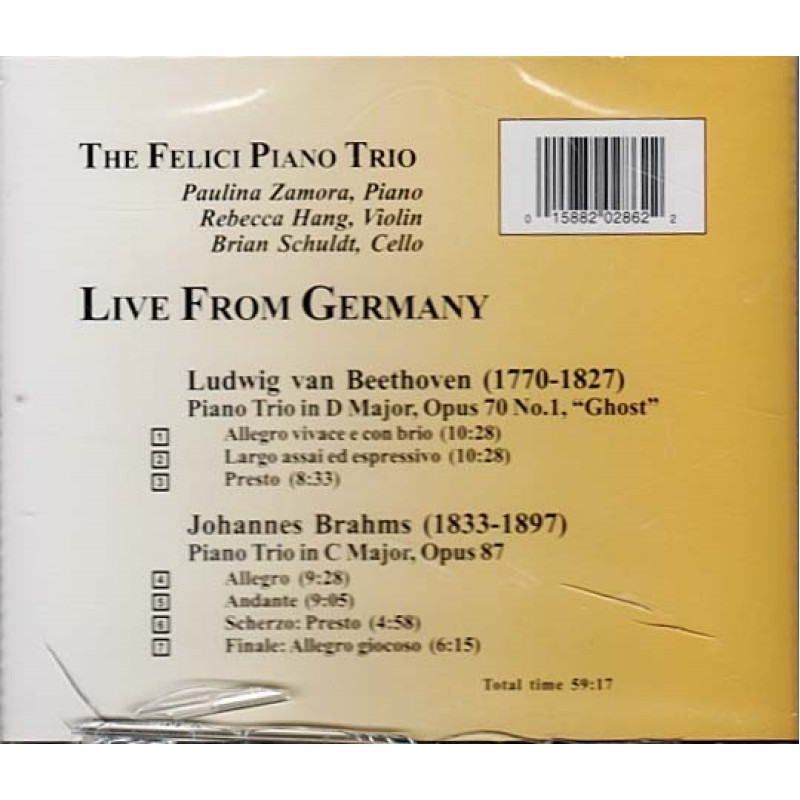 THE FELICI PIANO TRIO
Paulina Zamora, Piano
Rebecca Hang, Violin
Brian Schuldt, Cello
0 15882 02862 2
LIVE FROM GERMANY
Ludwig van Beethoven (1770-1827)
Piano Trio in D Major, Opus 70 No.1, “Ghost”
1 Allegro vivace e con brio (10:28)
2 Largo assai ed espressivo (10:28)
3 Presto (8:33)
Johannes Brahms (1833-1897)
Piano Trio in C Major, Opus 87
4 Allegro (9:28)
5 Andante (9:05)
6 Scherzo: Presto (4:58)
7 Finale: Allegro giocoso (6:15)
Total time 59:17